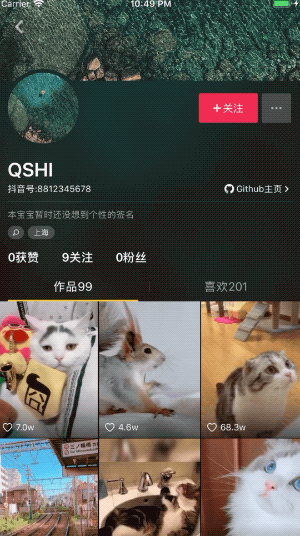 Carrier
10:49 PM
+关注
QSHI
抖音号:8812345678
Github主页
本宝宝暂时还没想到个性的签名
上海
0获赞
9关注
0粉丝
作品99
喜欢201
囧
7.0w
4.6w
68.3w